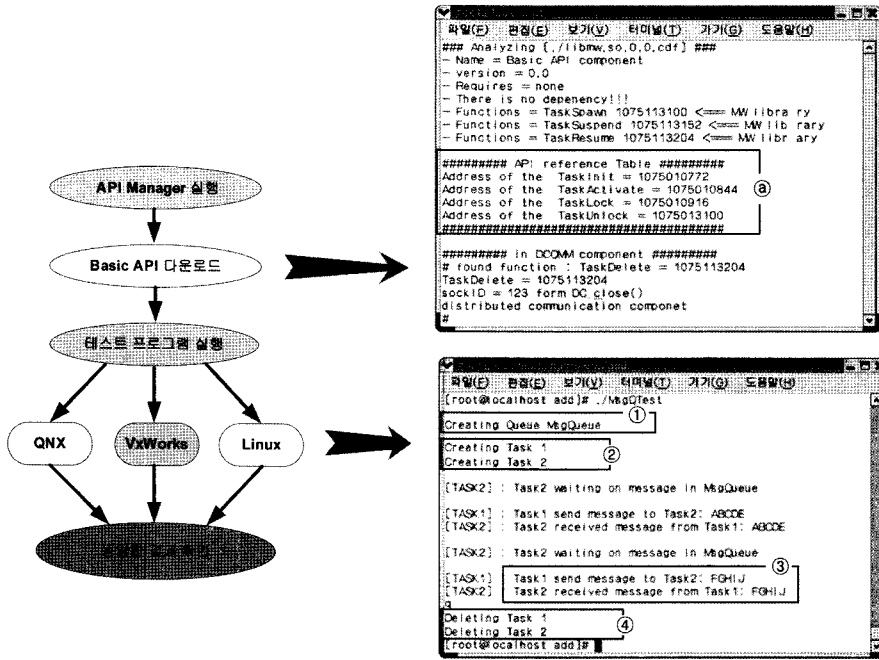 API Manager 실행
Basic API 다운로드
테스트 프로그램 실행
QNX
VxWorks
Linux
파일(F) 편집(E) 보기(V) 터미널(T) 가기(G) 도움말(H)
### Analyzing [./libmw,so,0,0,cdf] ###
- Name = Basic API component
- version = 0.0
- Requires = none
- There is no depenency!!!
- Functions = TaskSpawn 1075113100 <=== MW libra ry
- Functions = TaskSuspend 1075113152 <=== MW lib rary
- Functions = TaskResume 1075113204 <=== MW libr ary
######### API reference Table #########
Address of the TaskInit = 1075010772
Address of the TaskActivate = 1075010844
Address of the TaskLock = 1075010916
Address of the TaskUnlock = 1075013100
#######################################
ⓐ
######### in DCOMM component #########
# found function : TaskDelete = 1075113204
TaskDelete = 1075113204
sockID = 123 form DC_close()
distributed communication componet
#
파일(F) 편집(E) 보기(V) 터미널(T) 가기(G) 도움말(H)
[root@localhost add]# ./MsgQTest
①
Creating Queue MsgQueue
Creating Task 1
②
Creating Task 2
[TASK2] : Task2 waiting on message in MsgQueue
[TASK1] : Task1 send message to Task2: ABCDE
[TASK2] : Task2 received message from Task1: ABCDE
[TASK2] : Task2 waiting on message in MsgQueue
③
[TASK1] Task1 send message to Task2: FGHIJ
[TASK2] Task2 received message from Task1: FGHIJ
q
Deleting Task 1
④
Deleting Task 2
[root@localhost add]#